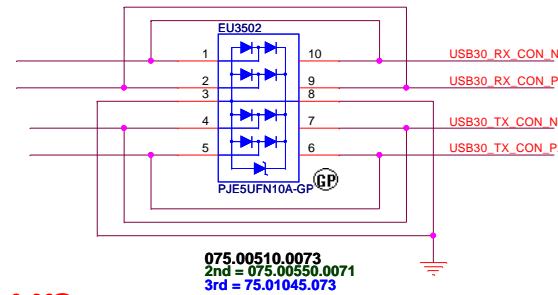 EU3502
1 10 USB30_RX_CON_N
2 9 USB30_RX_CON_P
3 8
4 7 USB30_TX_CON_N
5 6 USB30_TX_CON_P
PJE5UFN10A-GP
GP
075.00510.0073
2nd = 075.00550.0071
3rd = 75.01045.073